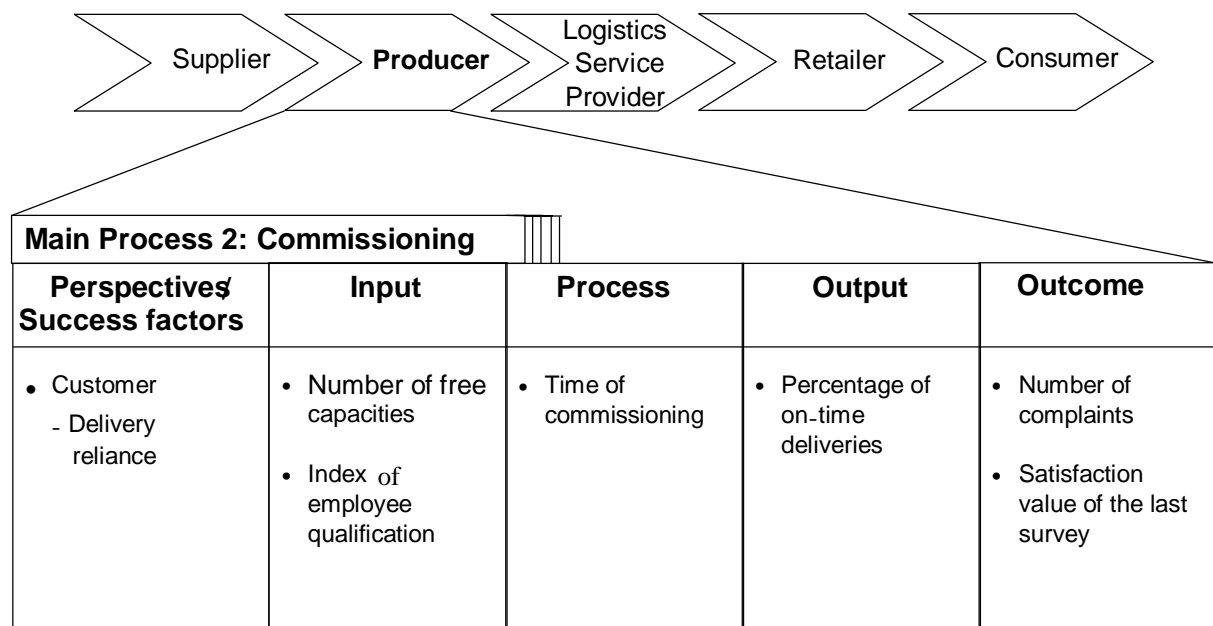 Supplier
Producer
Logistics
Service
Provider
Retailer
Consumer
Main Process 2: Commissioning
Perspectives/
Success factors
Input
Process
Output
Outcome
• Customer
- Delivery
reliance
• Number of free
capacities
• Index of
employee
qualification
• Time of
commissioning
• Percentage of
on-time
deliveries
• Number of
complaints
• Satisfaction
value of the last
survey